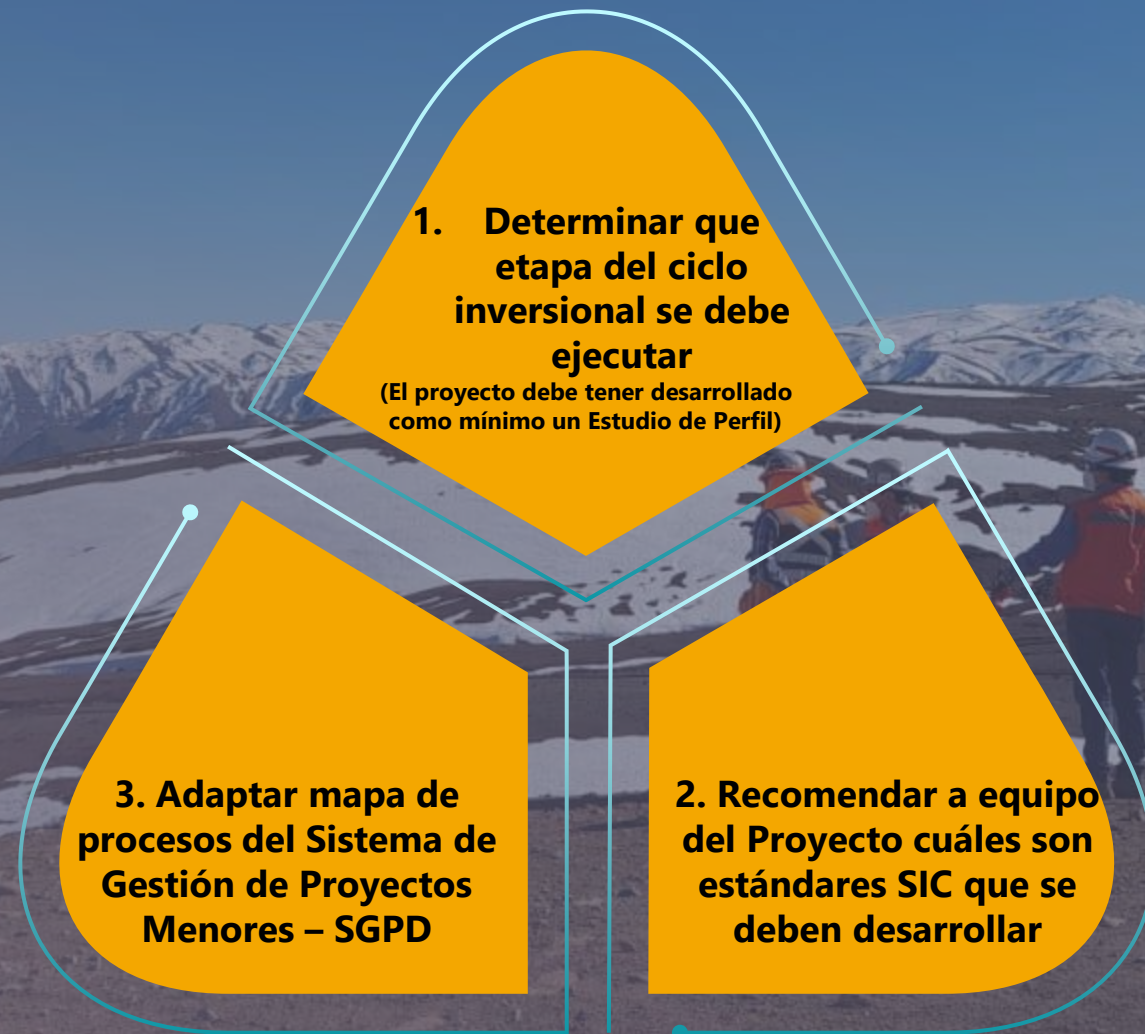 1. Determinar que
etapa del ciclo
inversional se debe
ejecutar
(El proyecto debe tener desarrollado
como mínimo un Estudio de Perfil)
2. Recomendar a equipo
del Proyecto cuáles son
estándares SIC que se
deben desarrollar
3. Adaptar mapa de
procesos del Sistema de
Gestión de Proyectos
Menores – SGPD